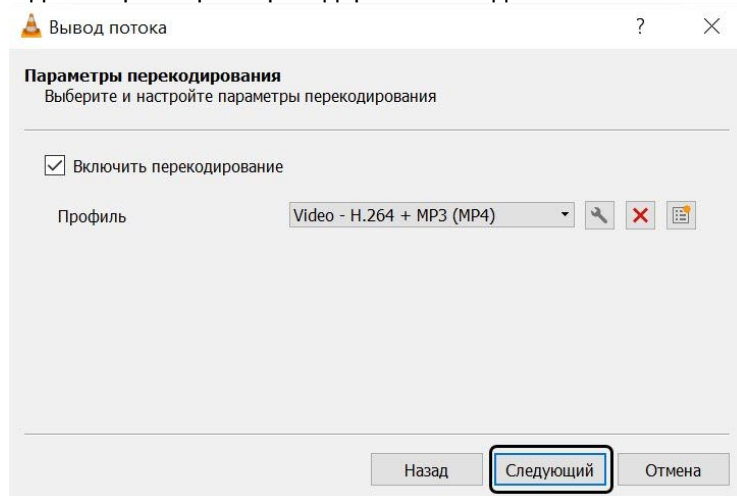 Вывод потока
?
Параметры перекодирования
Выберите и настройте параметры перекодирования
Включить перекодирование
Профиль Video - H.264 + MP3 (MP4)
Назад Следующий Отмена